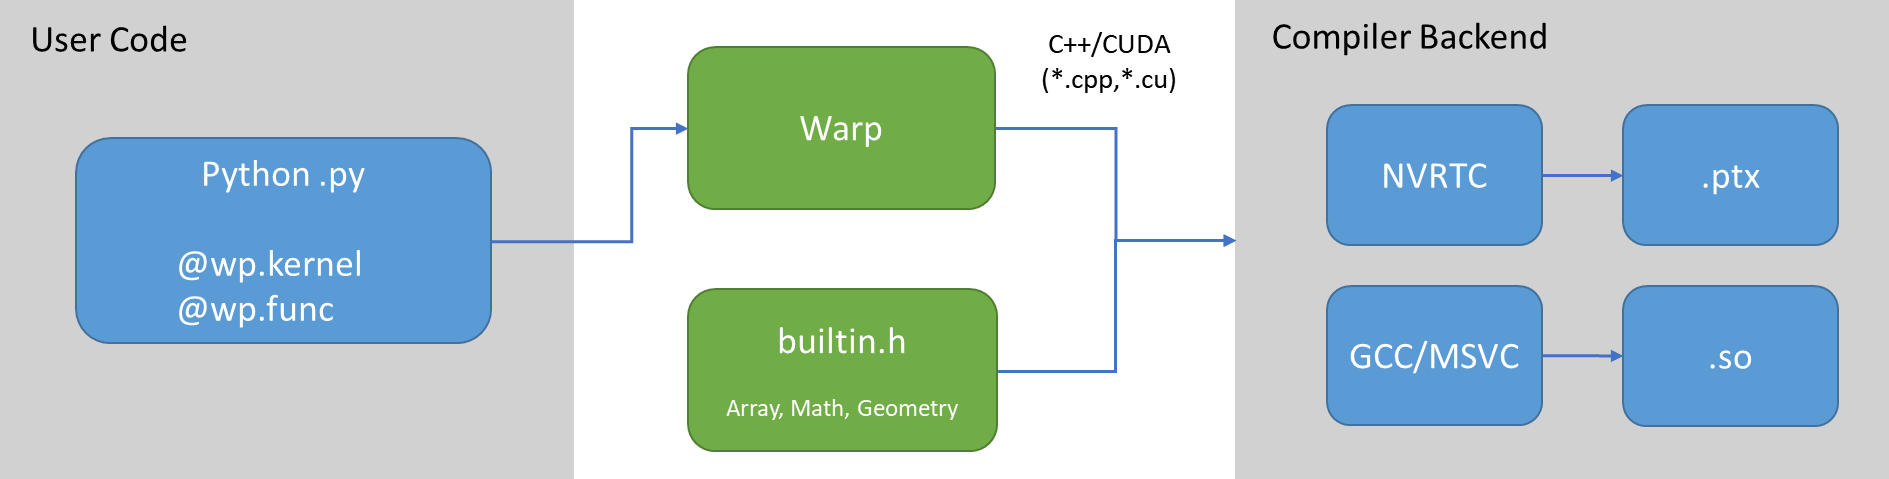 User Code
Python .py
@wp.kernel
@wp.func
Warp
builtin.h
Array, Math, Geometry
C++/CUDA
(*.cpp,*.cu)
Compiler Backend
NVRTC
.ptx
GCC/MSVC
.so